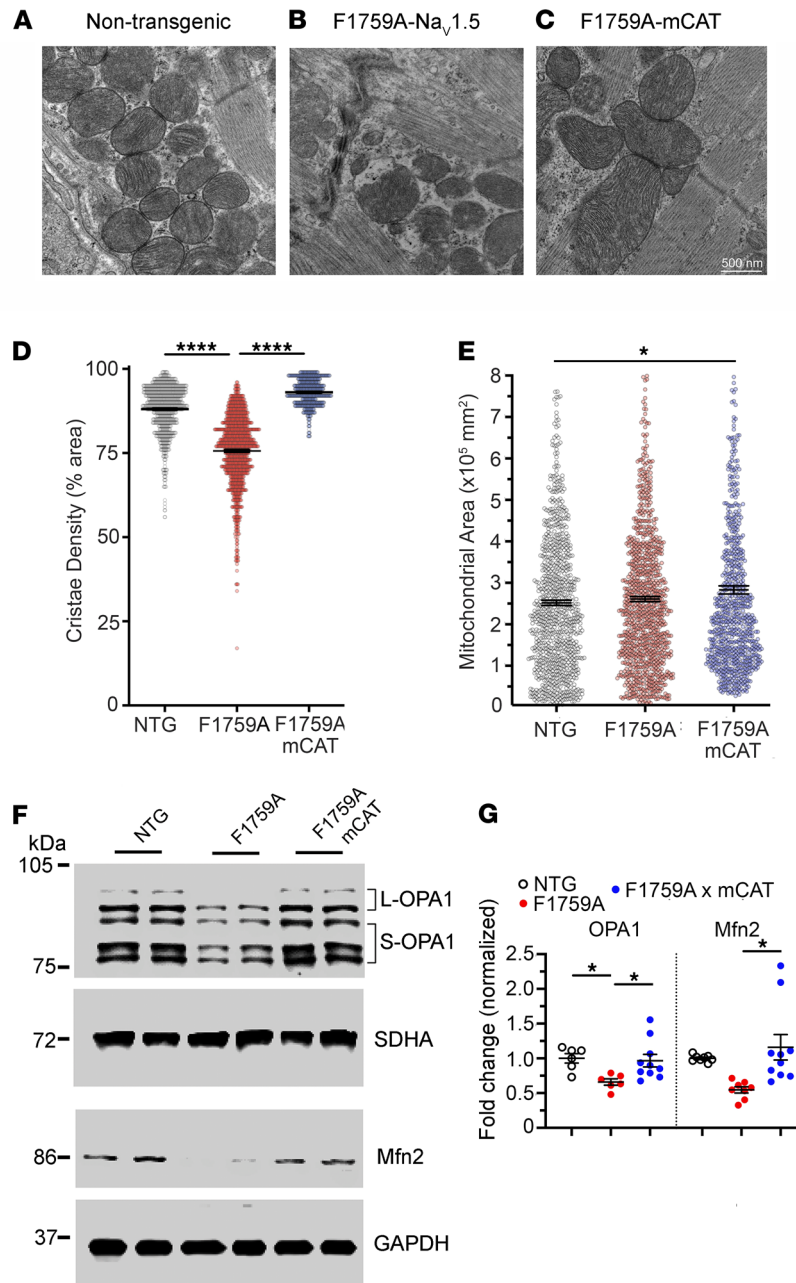 A Non-transgenic
B F1759A-NaV1.5
C F1759A-mCAT
500 nm
D
Cristae Density (% area)
100
75
50
25
0
****
****
NTG
F1759A
F1759A
mCAT
E
Mitochondrial Area (x10⁵ mm²)
8
7
6
5
4
3
2
1
0
*
NTG
F1759A
F1759A
mCAT
F
kDa
NTG
F1759A
F1759A
mCAT
105
75
L-OPA1
S-OPA1
72
SDHA
86
Mfn2
37
GAPDH
G
NTG
F1759A
F1759A x mCAT
OPA1
Mfn2
Fold change (normalized)
2.5
2.0
1.5
1.0
0.5
0.0
*
*
*